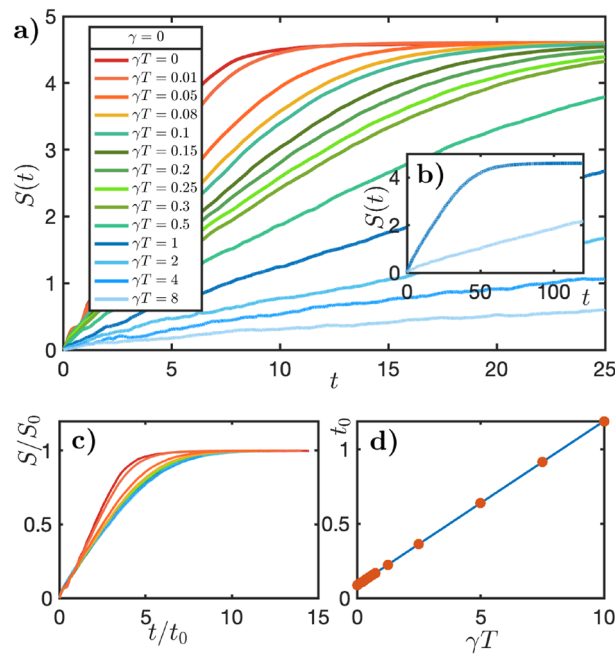 a)
5
4
3
2
1
0
S(t)
γ = 0
γT = 0
γT = 0.01
γT = 0.05
γT = 0.08
γT = 0.1
γT = 0.15
γT = 0.2
γT = 0.25
γT = 0.3
γT = 0.5
γT = 1
γT = 2
γT = 4
γT = 8
b)
4
2
0
S(t)
0 50 100
t
0 5 10 15 20 25
t
c)
S/S₀
1
0.5
0
0 5 10 15
t/t₀
d)
t₀
1
0.5
0
0 5 10
γT